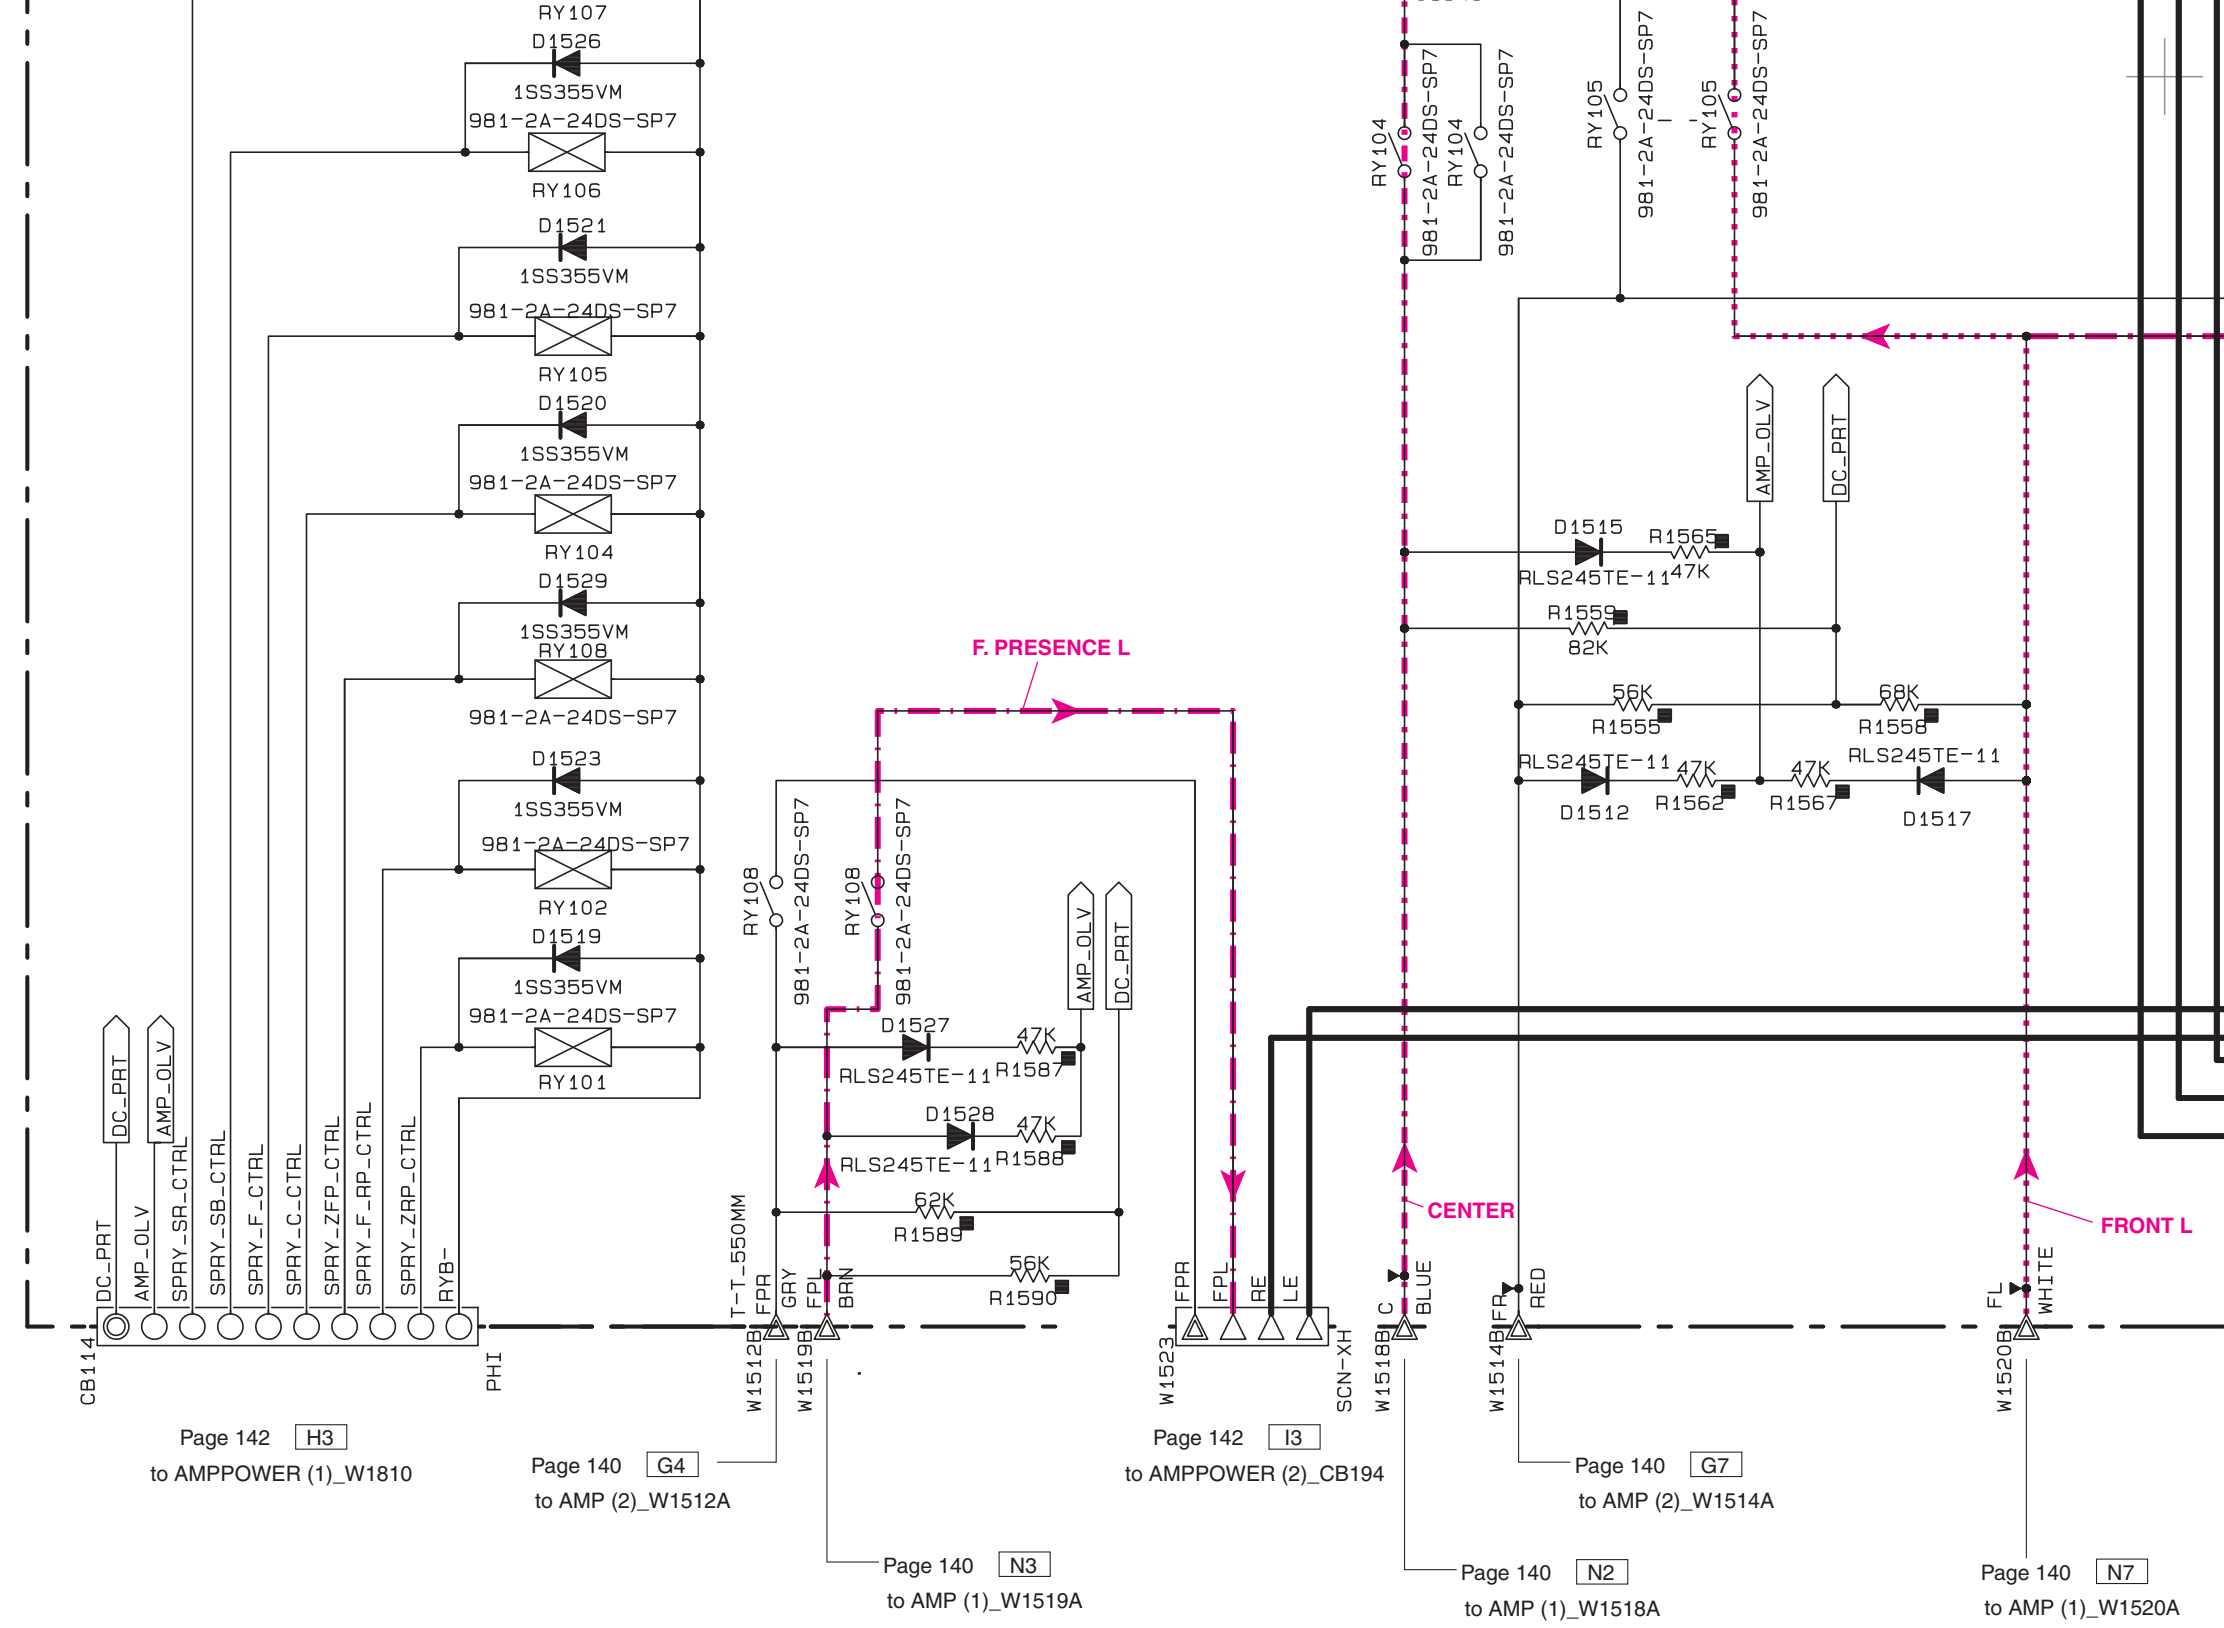 RY107
D1526
1SS355VM
981-2A-24DS-SP7
RY106
D1521
1SS355VM
981-2A-24DS-SP7
RY105
D1520
1SS355VM
981-2A-24DS-SP7
RY104
D1529
1SS355VM
RY108
981-2A-24DS-SP7
D1523
1SS355VM
981-2A-24DS-SP7
RY102
D1519
1SS355VM
981-2A-24DS-SP7
RY101
DC_PRT
AMP_OLV
DC_PRT
AMP_OLV
SPRY_SR_CTRL
SPRY_SB_CTRL
SPRY_F_CTRL
SPRY_C_CTRL
SPRY_ZFP_CTRL
SPRY_F_RP_CTRL
SPRY_ZRP_CTRL
RYB-
CB114
PHI
Page 142 H3
to AMPPOWER (1)_W1810
F. PRESENCE L
RY108
981-2A-24DS-SP7
RY108
981-2A-24DS-SP7
AMP_OLV
DC_PRT
D1527
RLS245TE-11
47K
R1587
D1528
RLS245TE-11
47K
R1588
62K
R1589
56K
R1590
T-T_550MM
FPR
GRY
FPL
BRN
W1512B
W1519B
Page 140 G4
to AMP (2)_W1512A
Page 140 N3
to AMP (1)_W1519A
FPR
FPL
RE
LE
W1523
SCN-XH
Page 142 I3
to AMPPOWER (2)_CB194
RY104
981-2A-24DS-SP7
RY104
981-2A-24DS-SP7
RY105
981-2A-24DS-SP7
RY105
981-2A-24DS-SP7
AMP_OLV
DC_PRT
D1515
RLS245TE-11
R1565
47K
R1559
82K
56K
R1555
68K
R1558
RLS245TE-11
D1512
47K
R1562
47K
R1567
RLS245TE-11
D1517
CENTER
FRONT L
C
BLUE
W1518B
FR
RED
W1514B
FL
WHITE
W1520B
Page 140 G7
to AMP (2)_W1514A
Page 140 N2
to AMP (1)_W1518A
Page 140 N7
to AMP (1)_W1520A